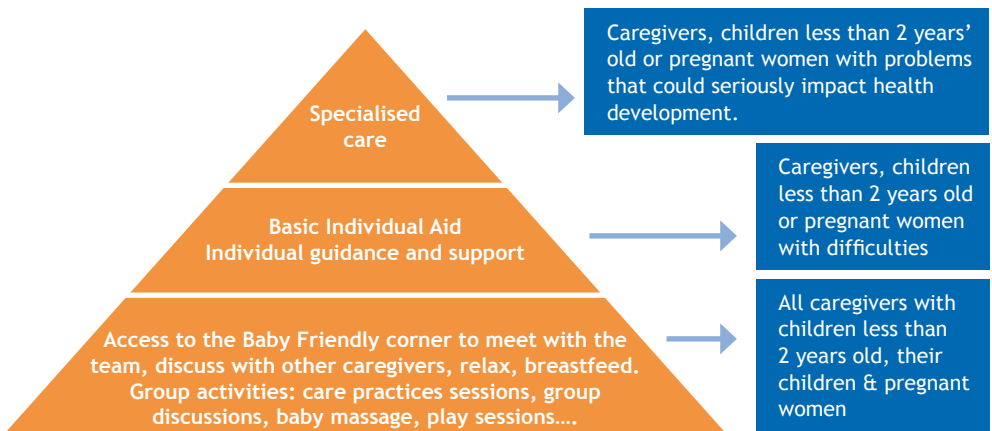 Specialised
care
Caregivers, children less than 2 years’
old or pregnant women with problems
that could seriously impact health
development.
Basic Individual Aid
Individual guidance and support
Caregivers, children
less than 2 years old
or pregnant women
with difficulties
Access to the Baby Friendly corner to meet with the
team, discuss with other caregivers, relax, breastfeed.
Group activities: care practices sessions, group
discussions, baby massage, play sessions….
All caregivers with
children less than
2 years old, their
children & pregnant
women